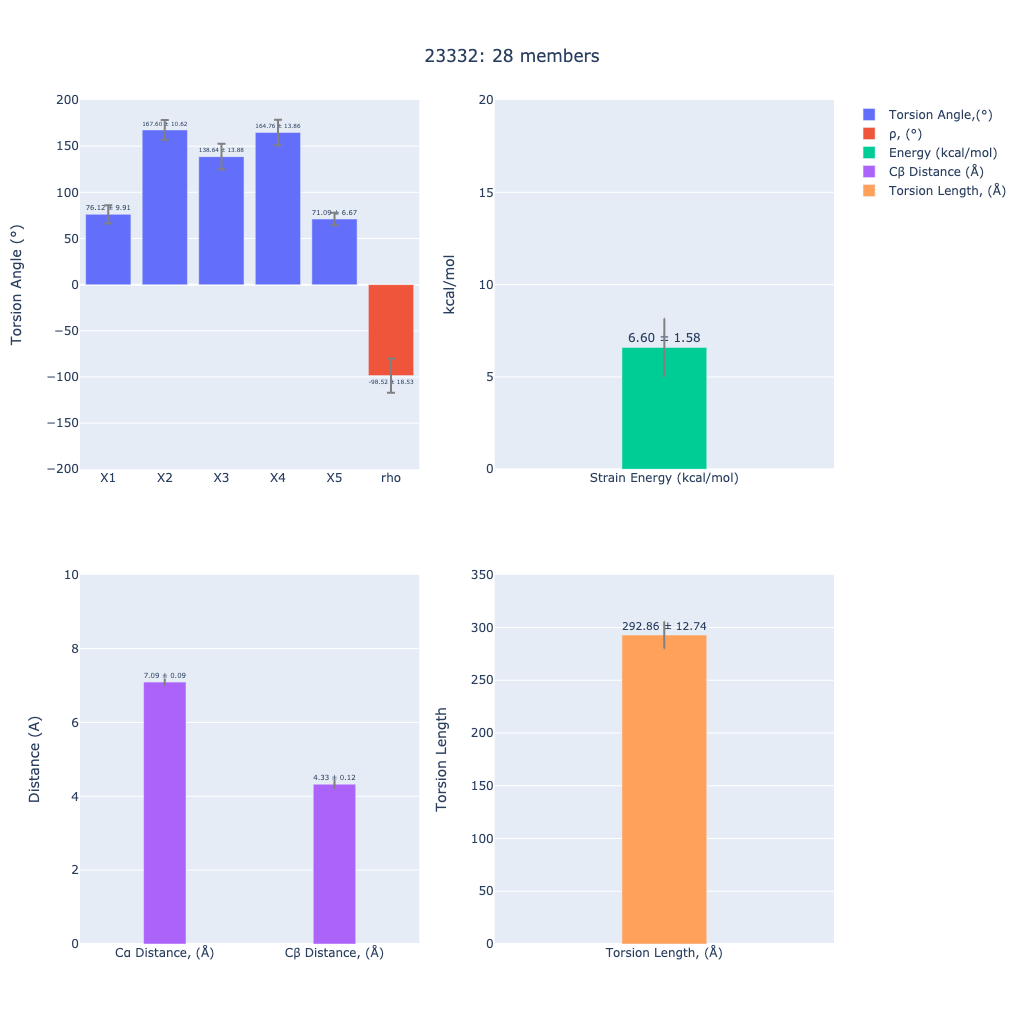 23332: 28 members
Torsion Angle (°)
200
150
100
50
0
−50
−100
−150
−200
76.12 ± 9.91
167.60 ± 10.62
138.64 ± 13.88
164.76 ± 13.86
71.09 ± 6.67
-98.52 ± 18.53
X1 X2 X3 X4 X5 rho
kcal/mol
20
15
10
5
0
6.60 ± 1.58
Strain Energy (kcal/mol)
Torsion Angle,(°)
ρ, (°)
Energy (kcal/mol)
Cβ Distance (Å)
Torsion Length, (Å)
Distance (A)
10
8
6
4
2
0
7.09 ± 0.09
4.33 ± 0.12
Cα Distance, (Å) Cβ Distance, (Å)
Torsion Length
350
300
250
200
150
100
50
0
292.86 ± 12.74
Torsion Length, (Å)